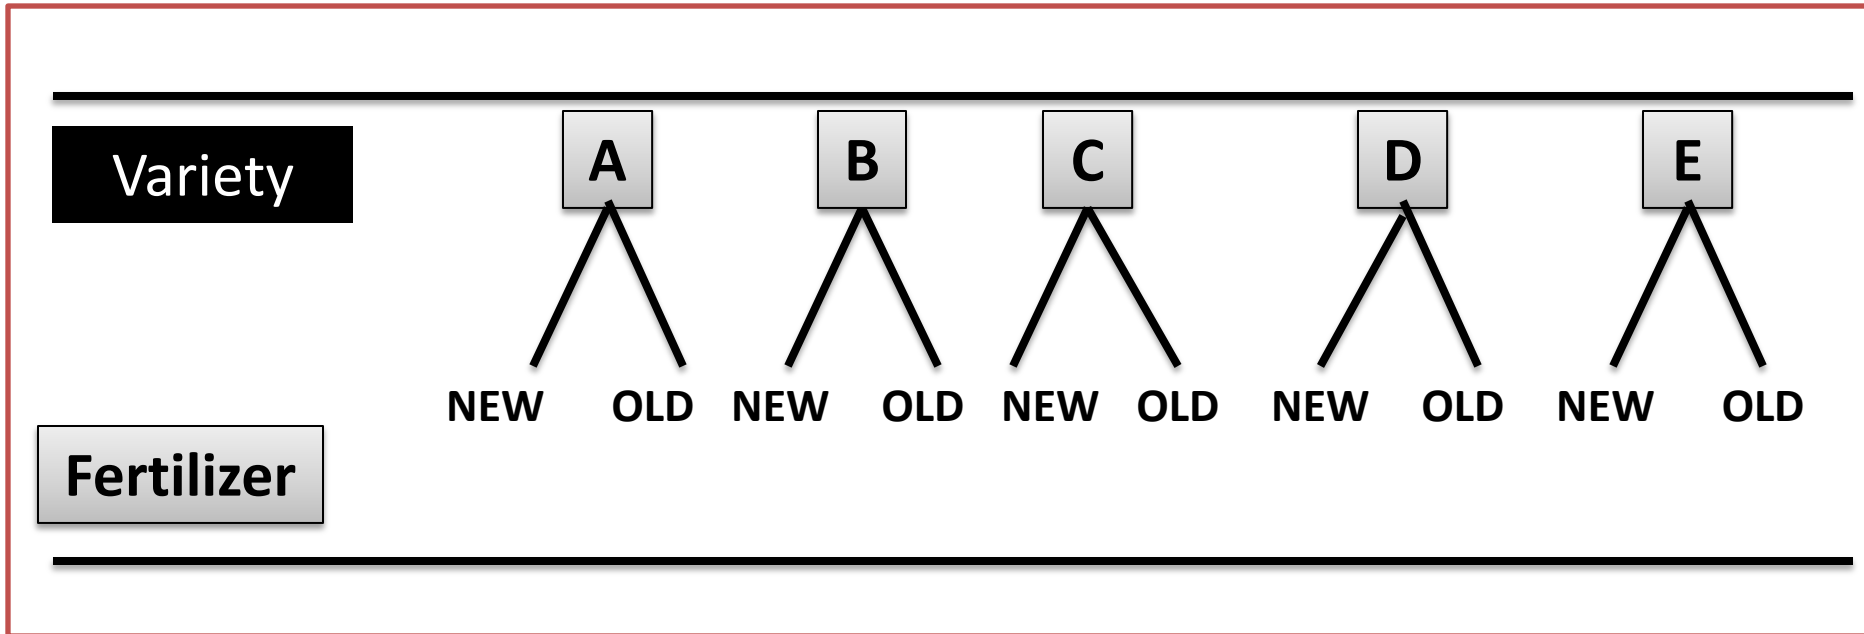 Variety A B C D E
NEW OLD NEW OLD NEW OLD NEW OLD NEW OLD
Fertilizer